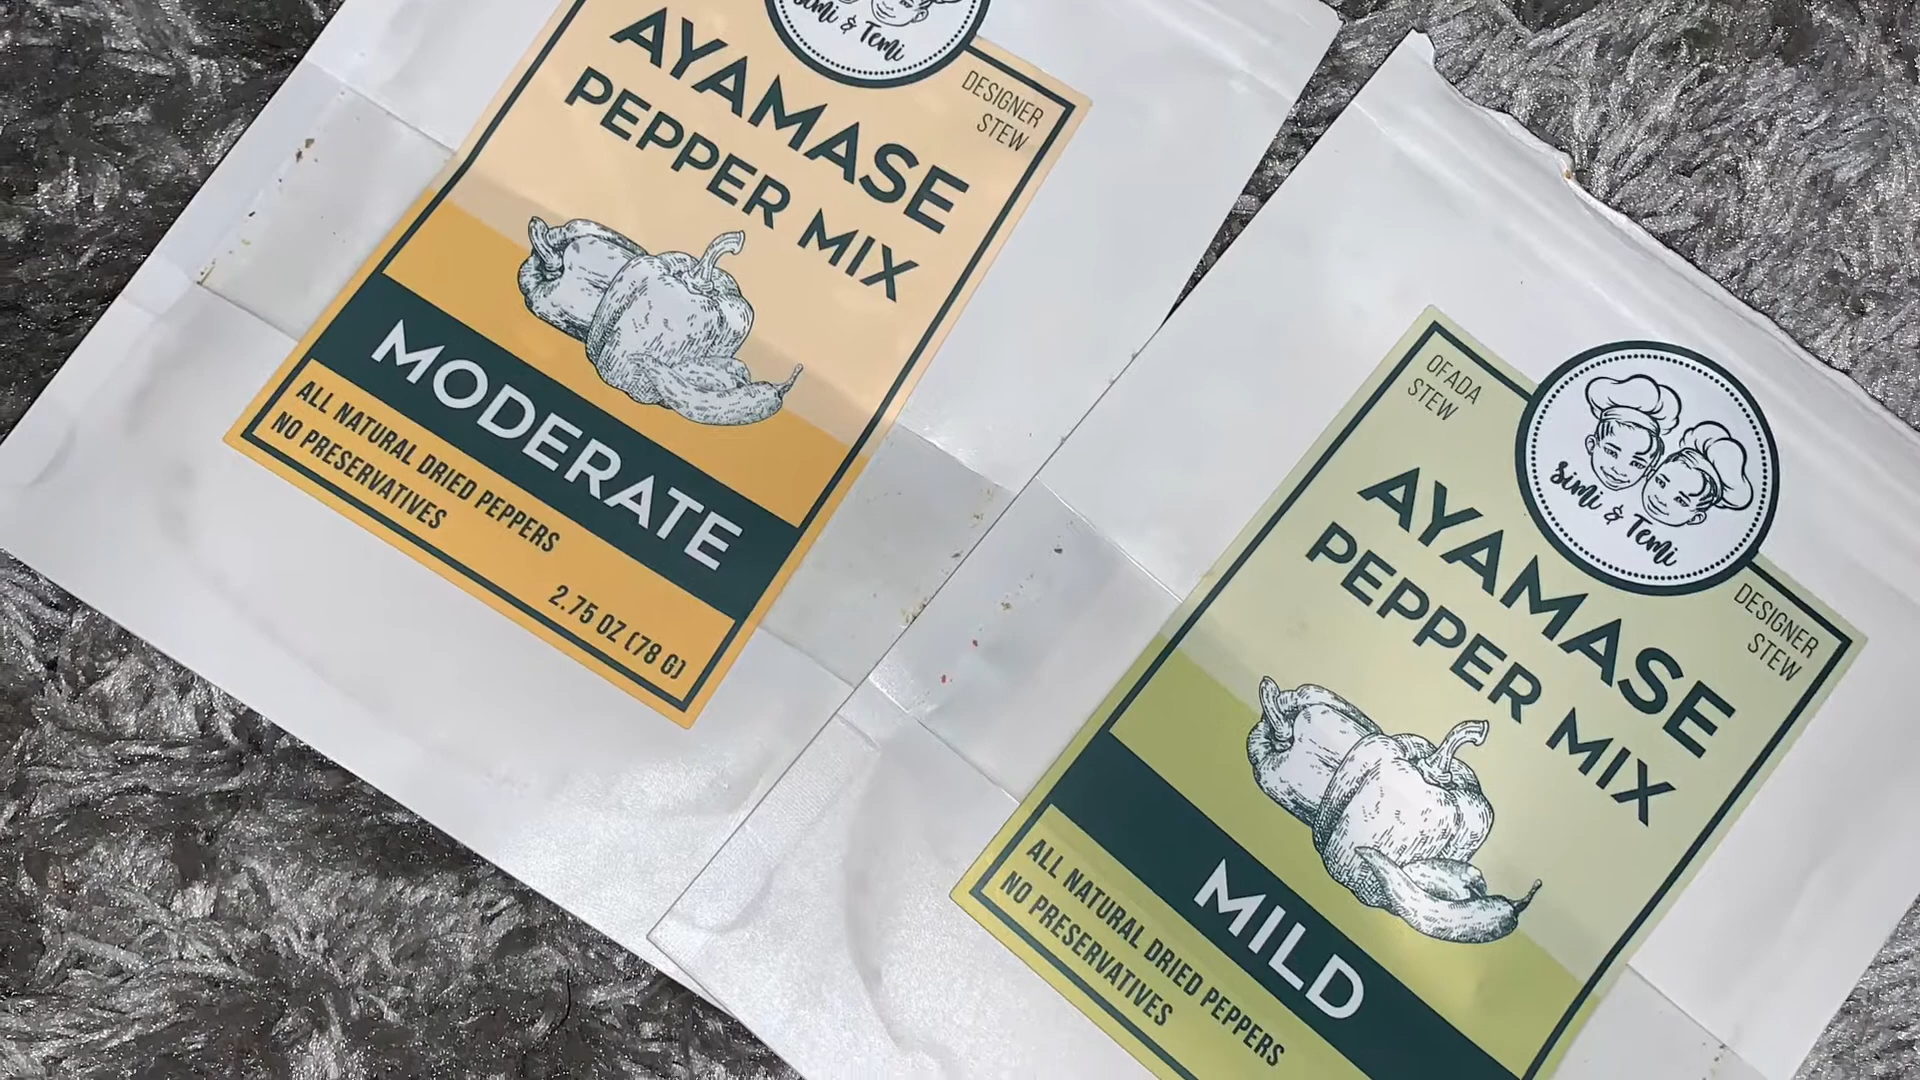 Simi & Temi
DESIGNER
STEW
AYAMASE
PEPPER MIX
MODERATE
ALL NATURAL DRIED PEPPERS
NO PRESERVATIVES
2.75 OZ (78 G)
OFADA
STEW
Simi & Temi
DESIGNER
STEW
AYAMASE
PEPPER MIX
MILD
ALL NATURAL DRIED PEPPERS
NO PRESERVATIVES